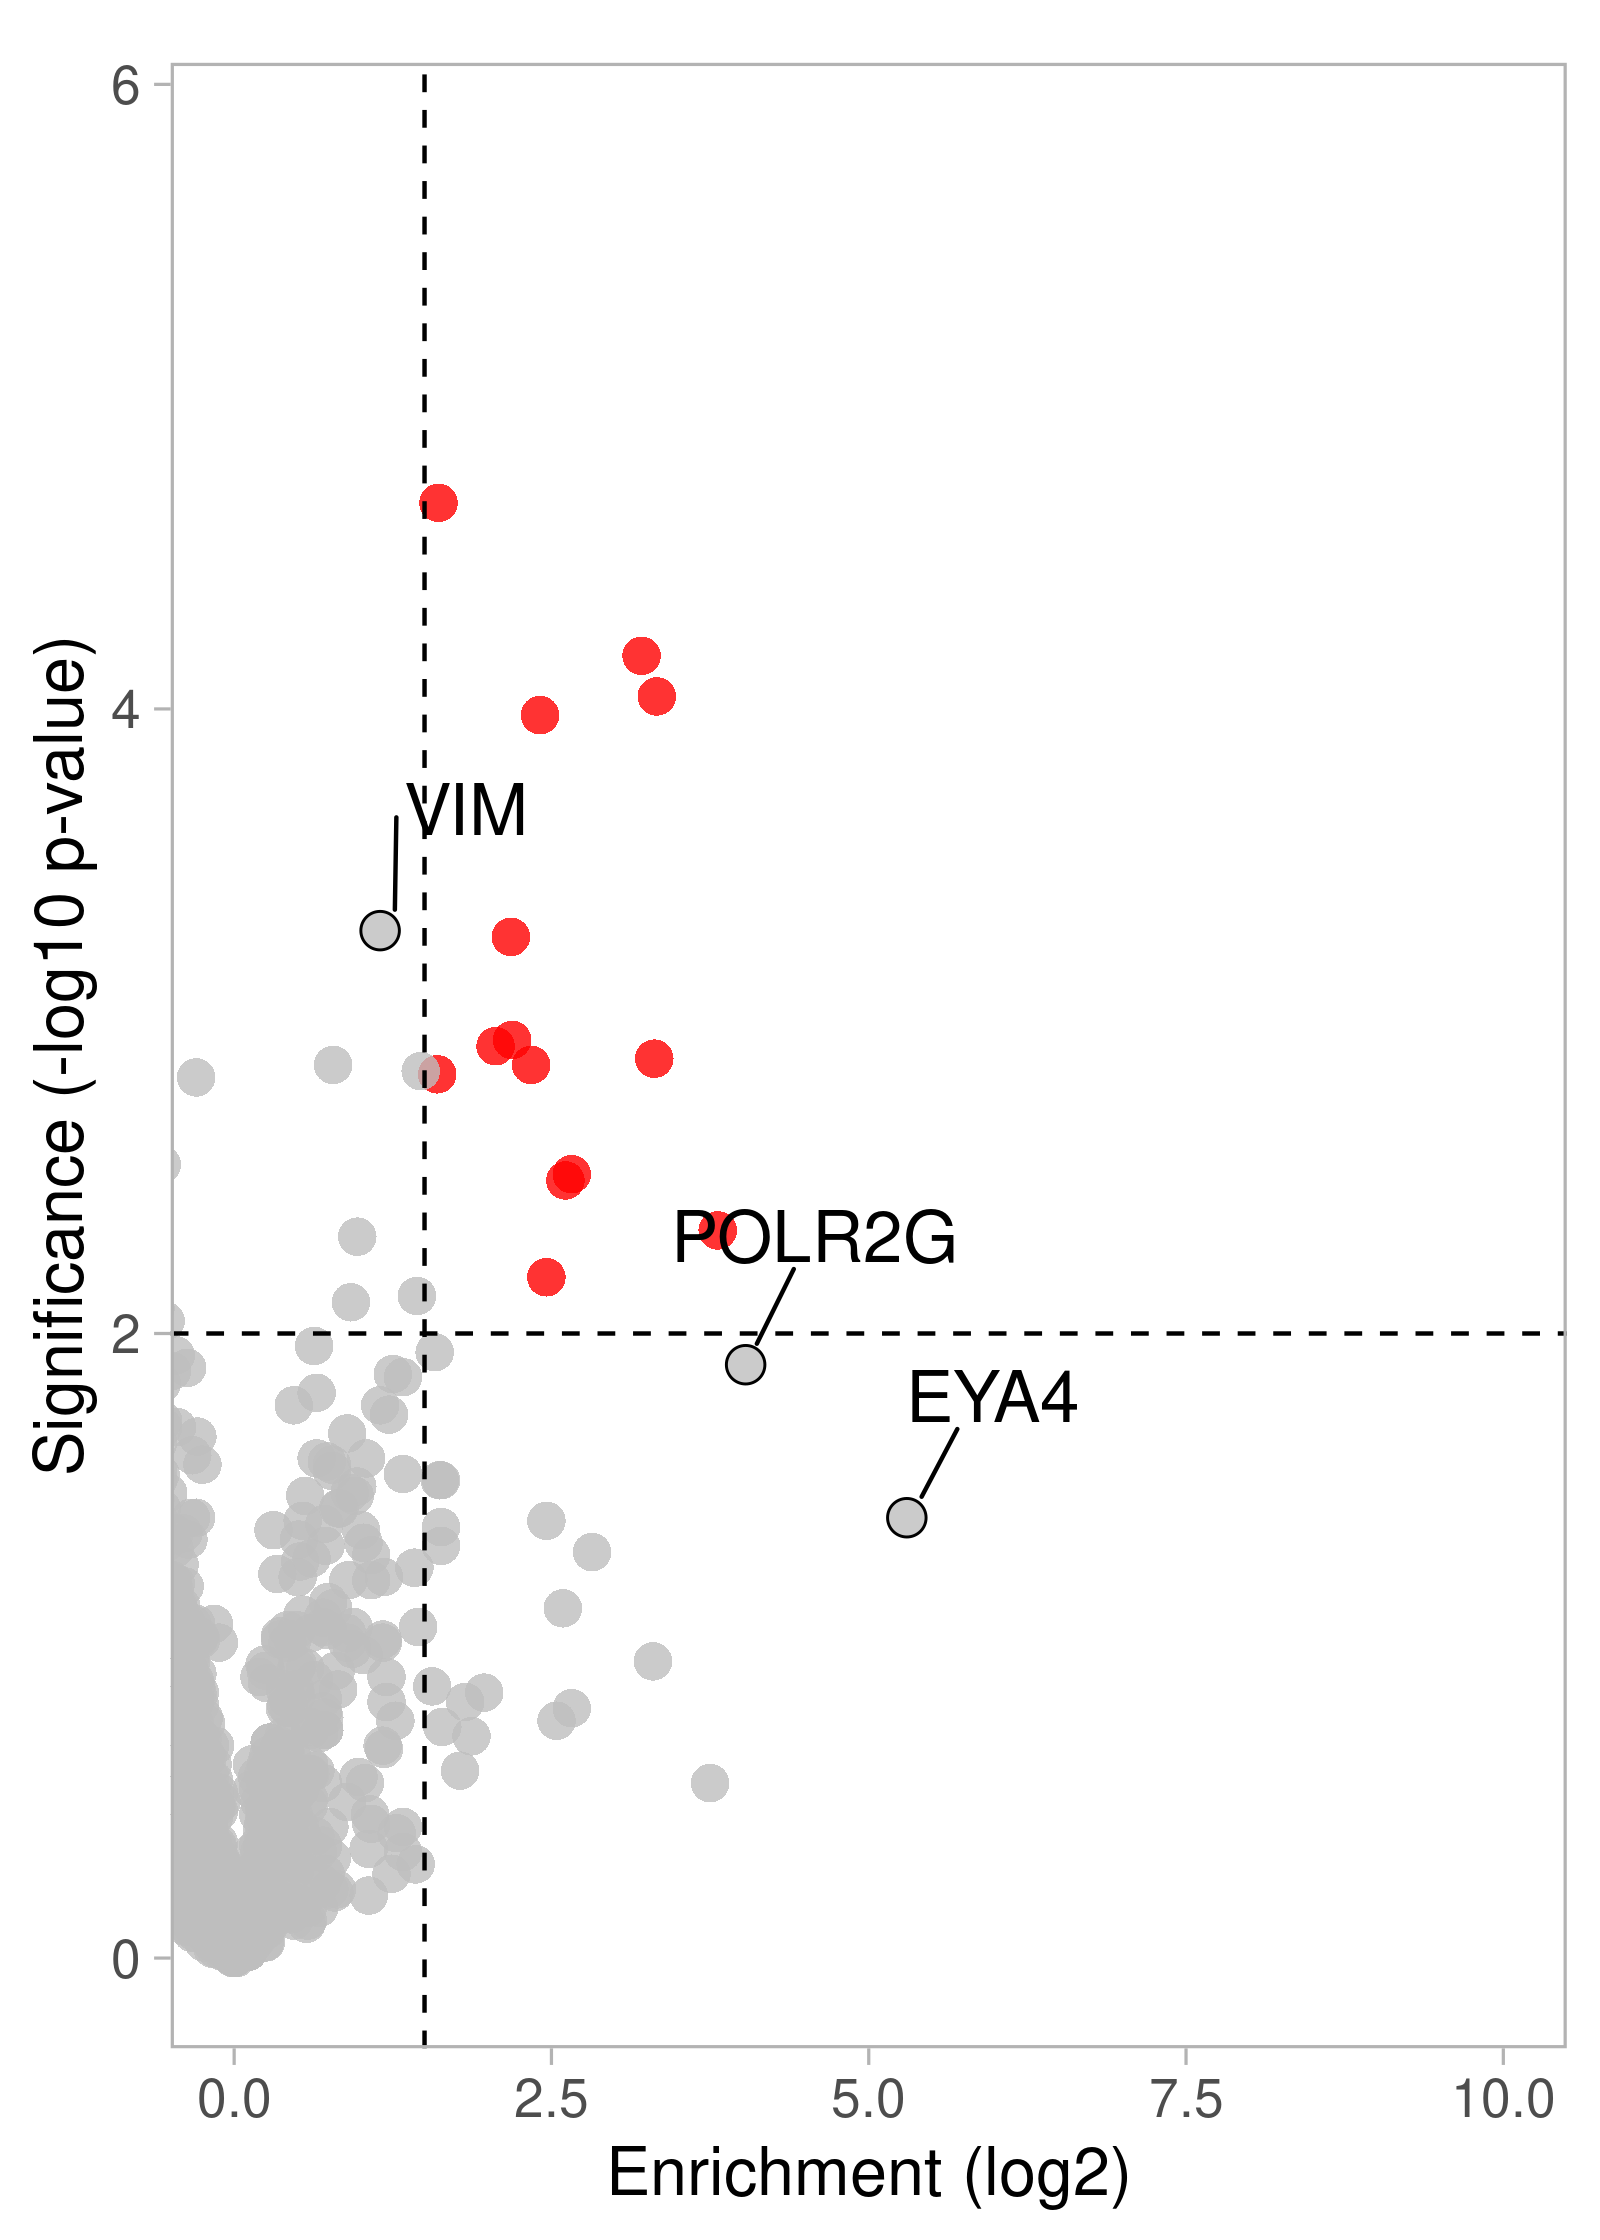 6
4
2
0
Significance (-log10 p-value)
VIM
POLR2G
EYA4
0.0 2.5 5.0 7.5 10.0
Enrichment (log2)